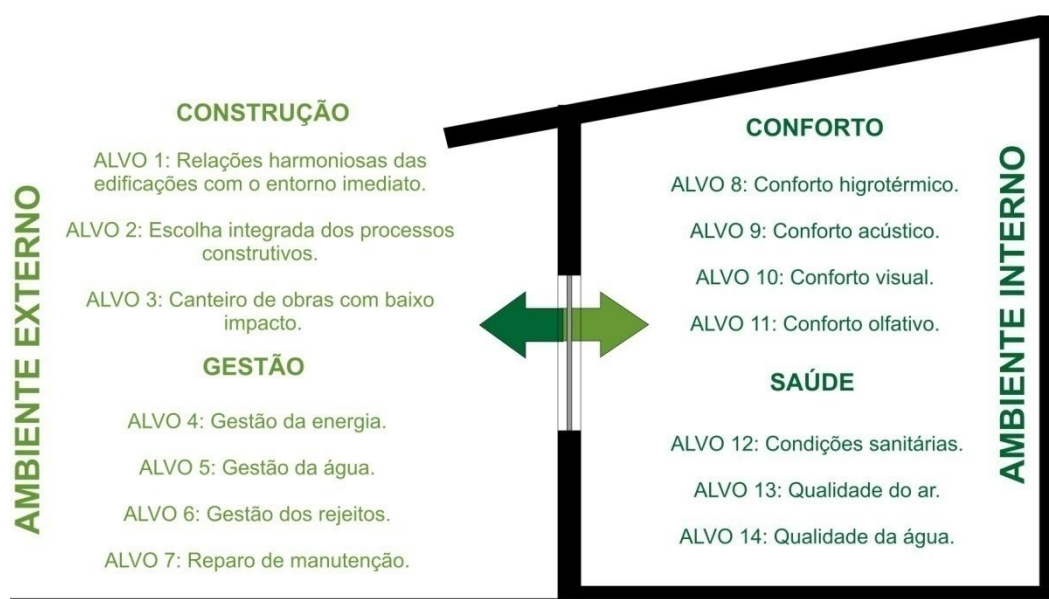 AMBIENTE EXTERNO
CONSTRUÇÃO
ALVO 1: Relações harmoniosas das
edificações com o entorno imediato.
ALVO 2: Escolha integrada dos processos
construtivos.
ALVO 3: Canteiro de obras com baixo
impacto.
GESTÃO
ALVO 4: Gestão da energia.
ALVO 5: Gestão da água.
ALVO 6: Gestão dos rejeitos.
ALVO 7: Reparo de manutenção.
CONFORTO
ALVO 8: Conforto higrotérmico.
ALVO 9: Conforto acústico.
ALVO 10: Conforto visual.
ALVO 11: Conforto olfativo.
SAÚDE
ALVO 12: Condições sanitárias.
ALVO 13: Qualidade do ar.
ALVO 14: Qualidade da água.
AMBIENTE INTERNO